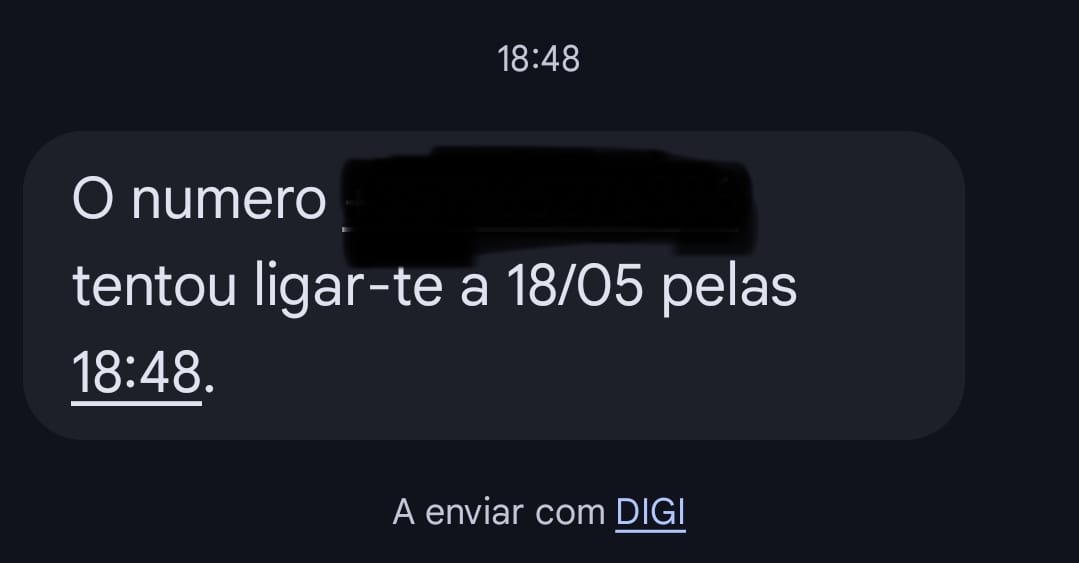 18:48
O numero
tentou ligar-te a 18/05 pelas
18:48.
A enviar com DIGI